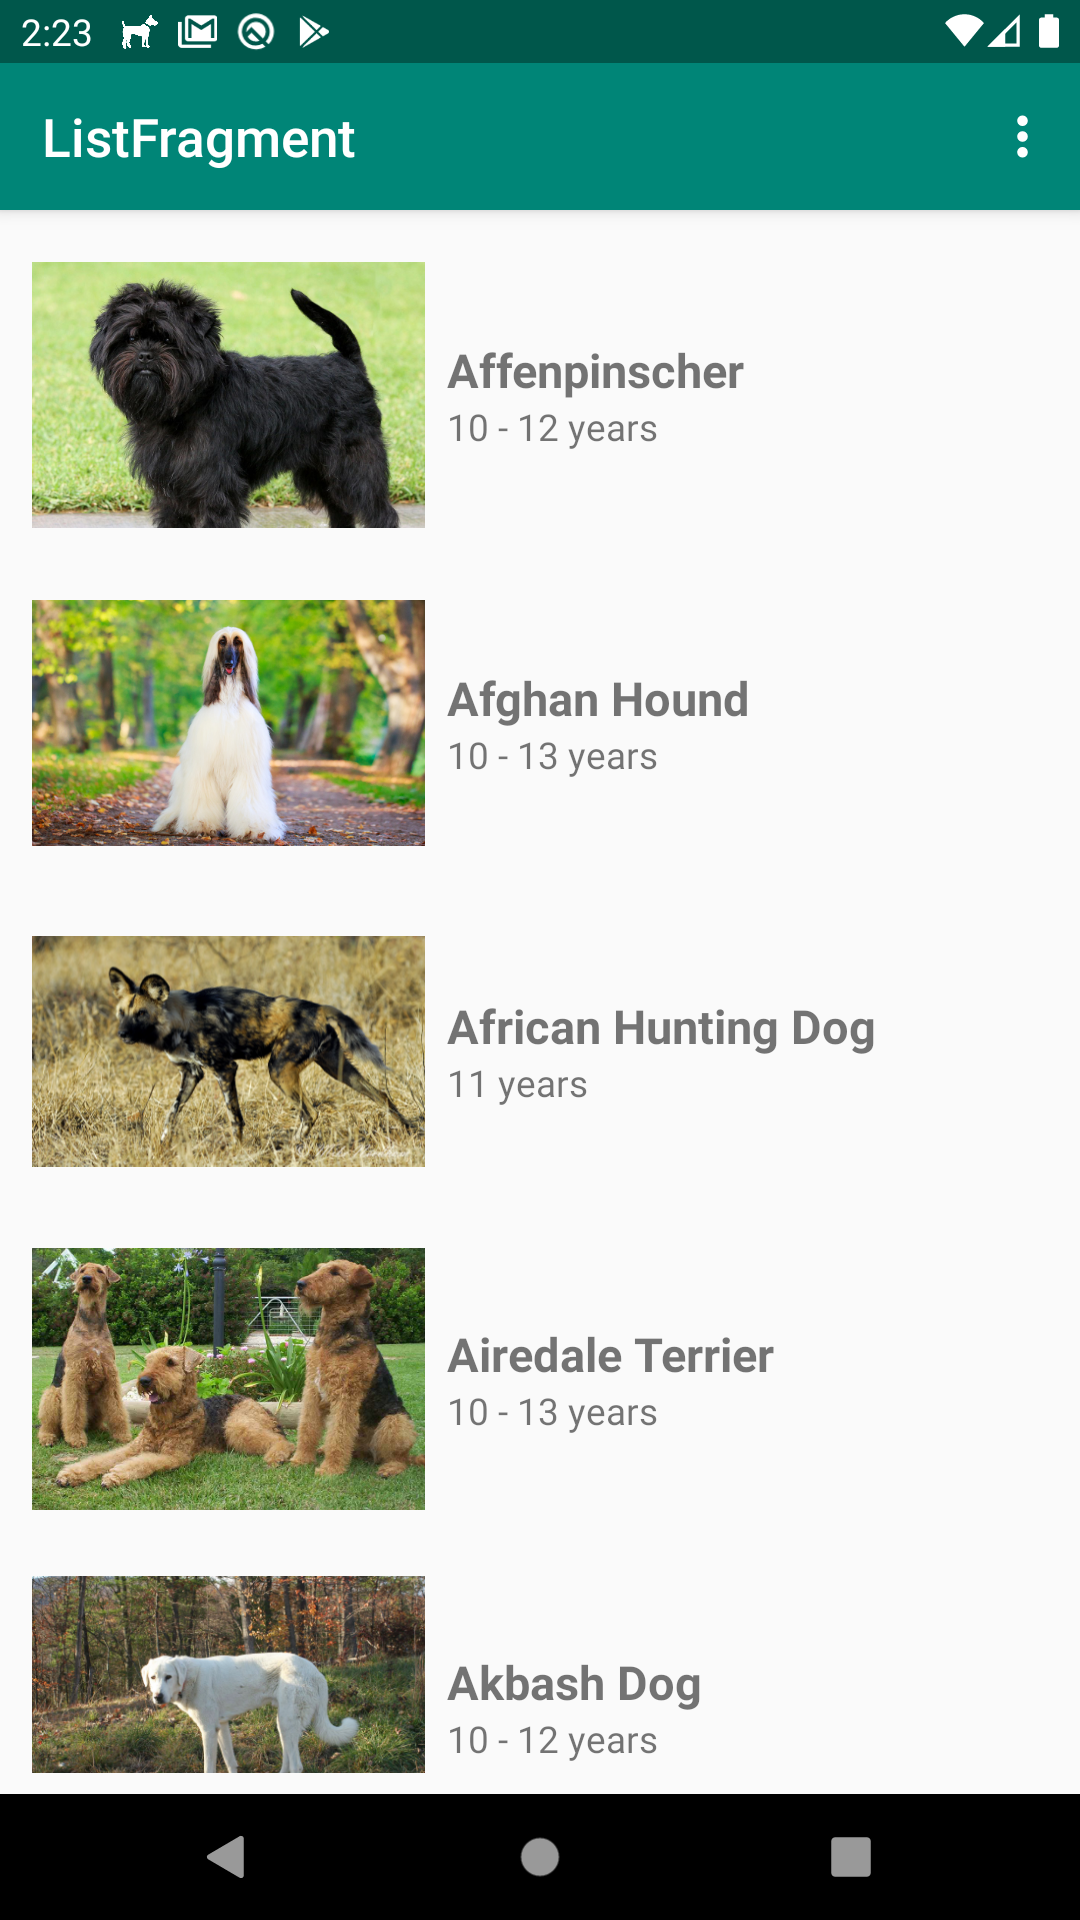 2:23
ListFragment
Affenpinscher
10 - 12 years
Afghan Hound
10 - 13 years
African Hunting Dog
11 years
Airedale Terrier
10 - 13 years
Akbash Dog
10 - 12 years